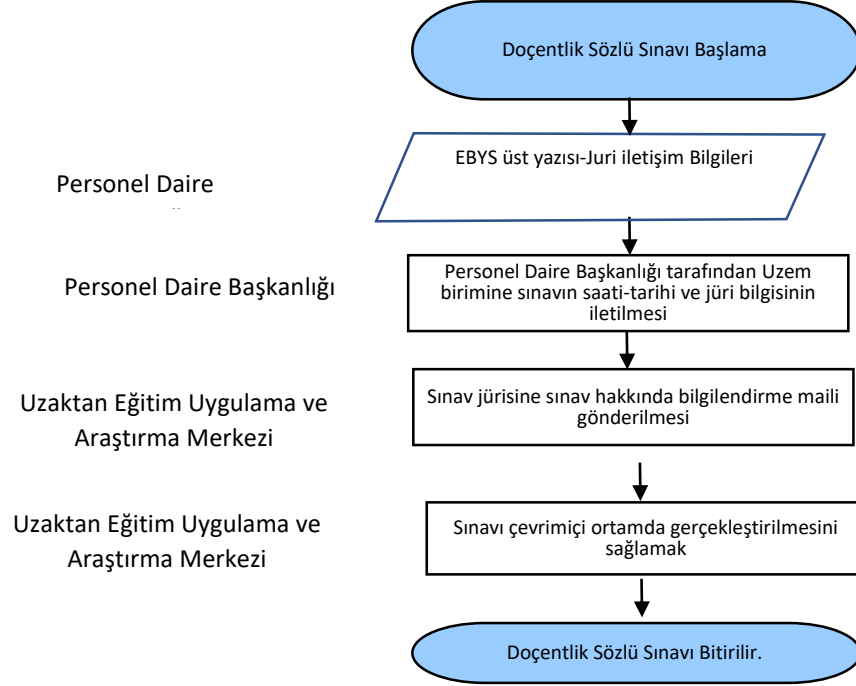 Doçentlik Sözlü Sınavı Başlama
EBYS üst yazısı-Juri iletişim Bilgileri
Personel Daire
Personel Daire Başkanlığı
Personel Daire Başkanlığı tarafından Uzem
birimine sınavın saati-tarihi ve jüri bilgisinin
iletilmesi
Uzaktan Eğitim Uygulama ve
Araştırma Merkezi
Sınav jürisine sınav hakkında bilgilendirme maili
gönderilmesi
Uzaktan Eğitim Uygulama ve
Araştırma Merkezi
Sınavı çevrimiçi ortamda gerçekleştirilmesini
sağlamak
Doçentlik Sözlü Sınavı Bitirilir.